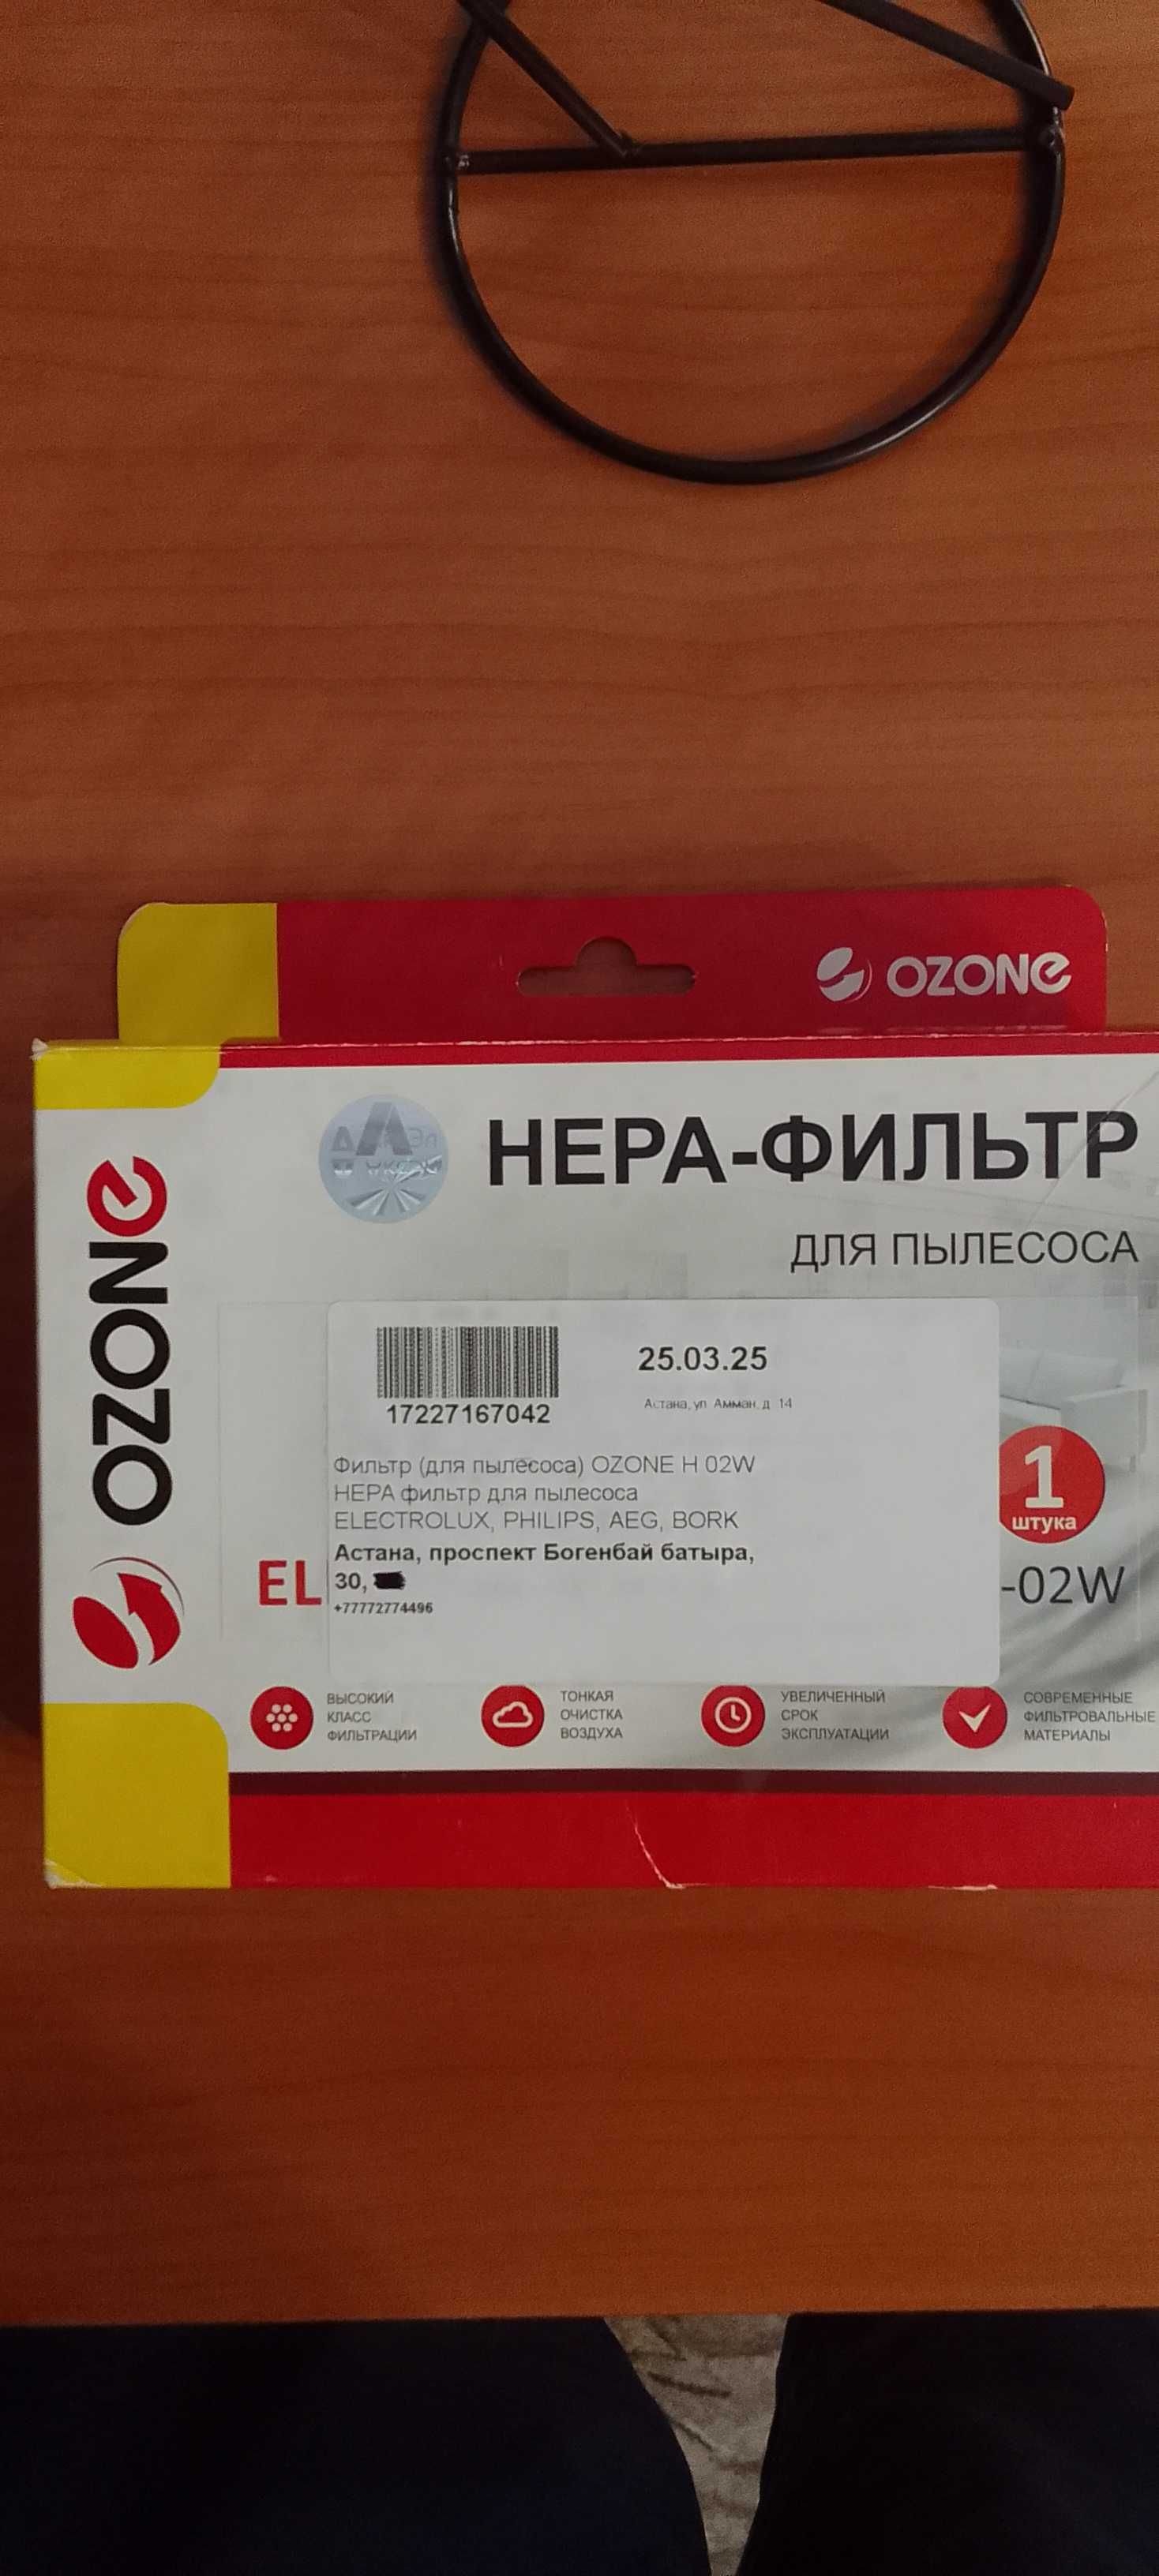 OZONE
OZONE
HEPA-ФИЛЬТР
ДЛЯ ПЫЛЕСОСА
17227167042
25.03.25
Астана, ул. Амман, д. 14
Фильтр (для пылесоса) OZONE H 02W
HEPA фильтр для пылесоса
ELECTROLUX, PHILIPS, AEG, BORK
Астана, проспект Богенбай батыра,
30,
+77772774496
1
штука
EL
-02W
ВЫСОКИЙ
КЛАСС
ФИЛЬТРАЦИИ
ТОНКАЯ
ОЧИСТКА
ВОЗДУХА
УВЕЛИЧЕННЫЙ
СРОК
ЭКСПЛУАТАЦИИ
СОВРЕМЕННЫЕ
ФИЛЬТРОВАЛЬНЫЕ
МАТЕРИАЛЫ